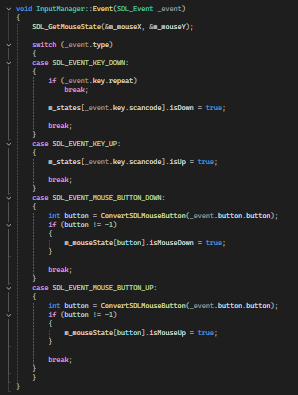 void InputManager::Event(SDL_Event _event)
{
    SDL_GetMouseState(&m_mouseX, &m_mouseY);

    switch (_event.type)
    {
    case SDL_EVENT_KEY_DOWN:
    {
        if (_event.key.repeat)
            break;

        m_states[_event.key.scancode].isDown = true;

        break;
    }
    case SDL_EVENT_KEY_UP:
    {
        m_states[_event.key.scancode].isUp = true;

        break;
    }
    case SDL_EVENT_MOUSE_BUTTON_DOWN:
    {
        int button = ConvertSDLMouseButton(_event.button.button);
        if (button != -1)
        {
            m_mouseState[button].isMouseDown = true;
        }

        break;
    }
    case SDL_EVENT_MOUSE_BUTTON_UP:
    {
        int button = ConvertSDLMouseButton(_event.button.button);
        if (button != -1)
        {
            m_mouseState[button].isMouseUp = true;
        }

        break;
    }
    }
}